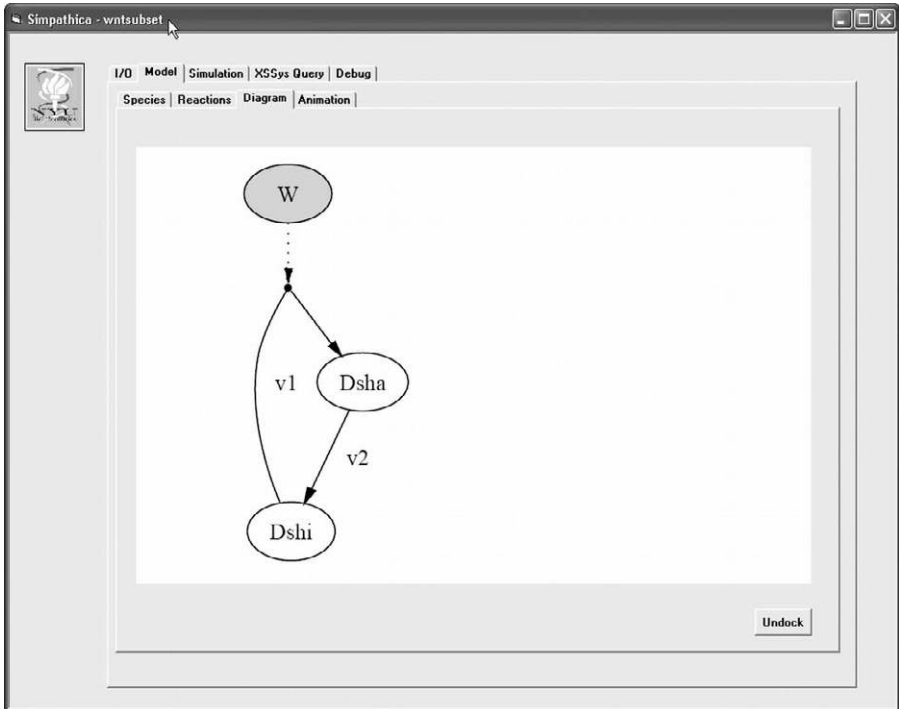 Simpathica - wntsubset
I/O Model Simulation XSSys Query Debug
Species Reactions Diagram Animation
W
v1
Dsha
v2
Dshi
Undock